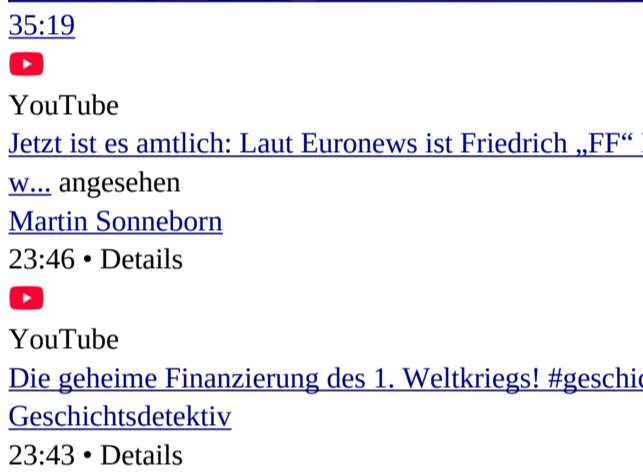 35:19
YouTube
Jetzt ist es amtlich: Laut Euronews ist Friedrich „FF“
w... angesehen
Martin Sonneborn
23:46 • Details
YouTube
Die geheime Finanzierung des 1. Weltkriegs!
Geschichtsdetektiv
23:43 • Details